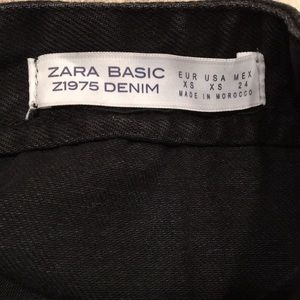 ZARA BASIC
Z1975 DENIM
EUR USA MEX
XS XS 24
MADE IN MOROCCO